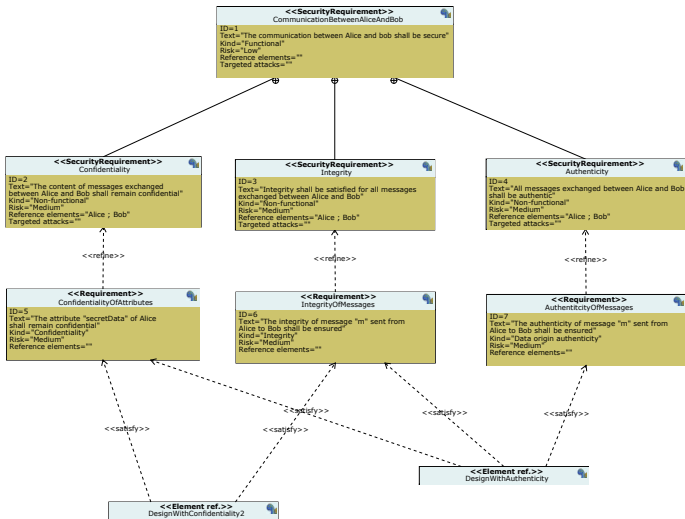 <<SecurityRequirement>>
CommunicationBetweenAliceAndBob
ID=1
Text="The communication between Alice and bob shall be secure"
Kind="Functional"
Risk="Low"
Reference elements=""
Targeted attacks=""
<<SecurityRequirement>>
Confidentiality
ID=2
Text="The content of messages exchanged
between Alice and Bob shall remain confidential"
Kind="Non-functional"
Risk="Medium"
Reference elements="Alice ; Bob"
Targeted attacks=""
<<SecurityRequirement>>
Integrity
ID=3
Text="Integrity shall be satisfied for all messages
exchanged between Alice and Bob"
Kind="Non-functional"
Risk="Medium"
Reference elements="Alice ; Bob"
Targeted attacks=""
<<SecurityRequirement>>
Authenticity
ID=4
Text="All messages exchanged between Alice and Bob
shall be authentic"
Kind="Non-functional"
Risk="Medium"
Reference elements="Alice ; Bob"
Targeted attacks=""
<<refine>>
<<refine>>
<<refine>>
<<Requirement>>
ConfidentialityOfAttributes
ID=5
Text="The attribute "secretData" of Alice
shall remain confidential"
Kind="Confidentiality"
Risk="Medium"
Reference elements=""
<<Requirement>>
IntegrityOfMessages
ID=6
Text="The integrity of message "m" sent from
Alice to Bob shall be ensured"
Kind="Integrity"
Risk="Medium"
Reference elements=""
<<Requirement>>
AuthentitcityOfMessages
ID=7
Text="The authenticity of message "m" sent from
Alice to Bob shall be ensured"
Kind="Data origin authenticity"
Risk="Medium"
Reference elements=""
<<satisfy>>
<<satisfy>>
<<satisfy>>
<<satisfy>>
<<satisfy>>
<<Element ref.>>
DesignWithAuthenticity
<<Element ref.>>
DesignWithConfidentiality2